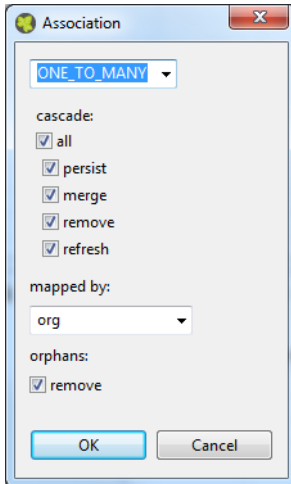 Association
ONE_TO_MANY
cascade:
all
persist
merge
remove
refresh
mapped by:
org
orphans:
remove
OK Cancel